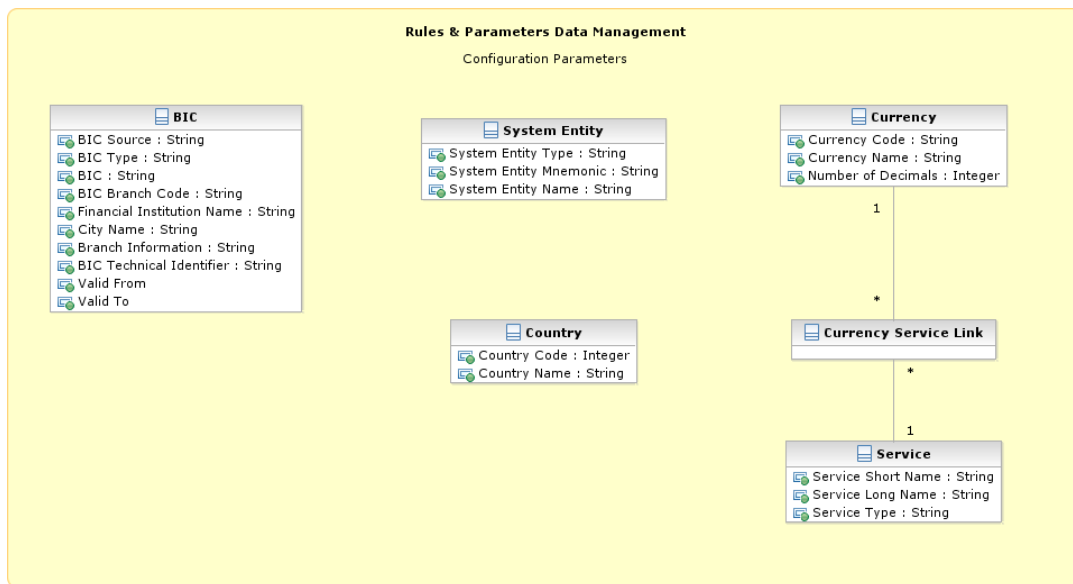 Rules & Parameters Data Management
Configuration Parameters
BIC
BIC Source : String
BIC Type : String
BIC : String
BIC Branch Code : String
Financial Institution Name : String
City Name : String
Branch Information : String
BIC Technical Identifier : String
Valid From
Valid To
System Entity
System Entity Type : String
System Entity Mnemonic : String
System Entity Name : String
Country
Country Code : Integer
Country Name : String
Currency
Currency Code : String
Currency Name : String
Number of Decimals : Integer
1
*
Currency Service Link
*
1
Service
Service Short Name : String
Service Long Name : String
Service Type : String